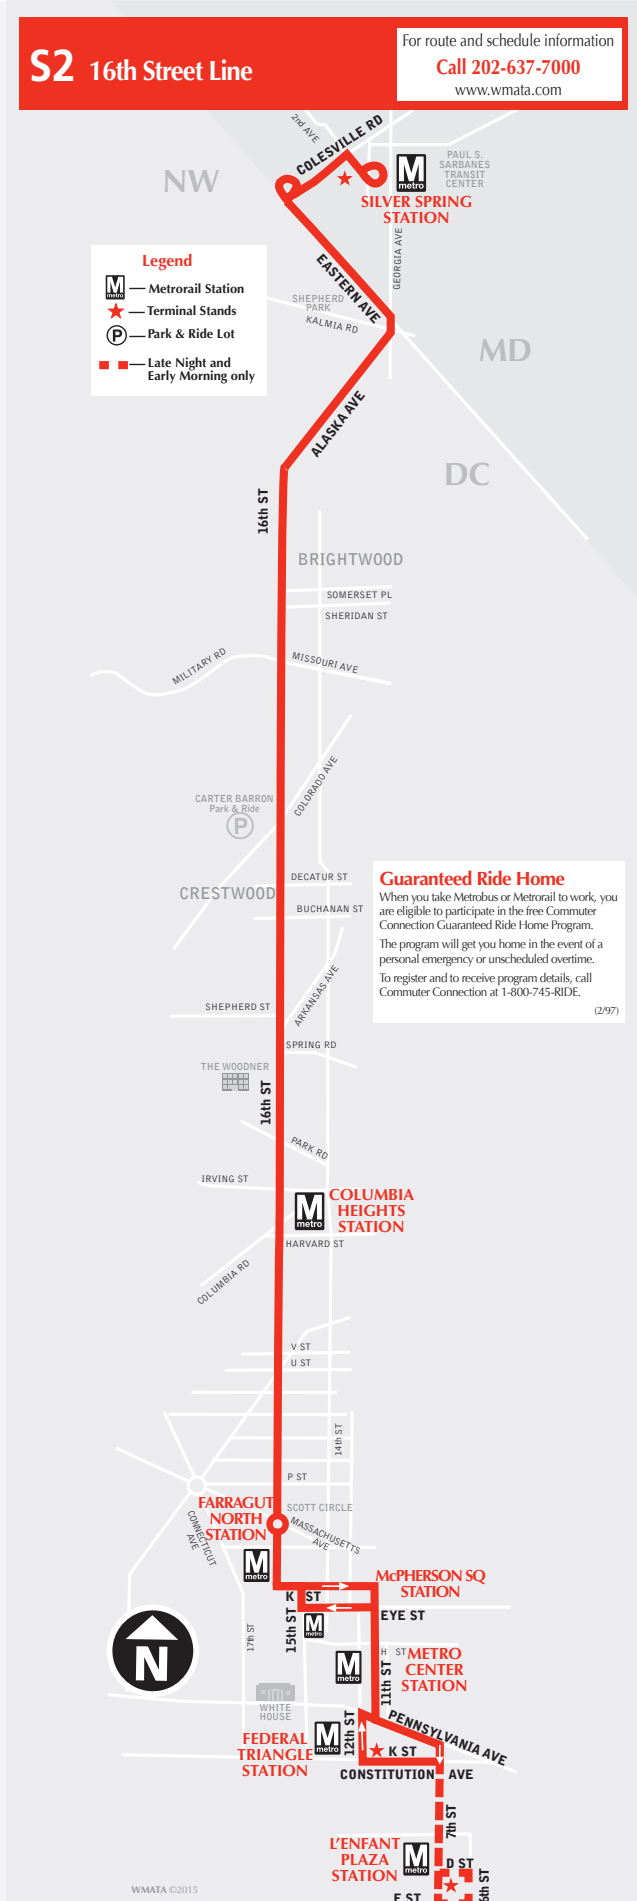 S2 16th Street Line
For route and schedule information
Call 202-637-7000
www.wmata.com
2nd AVE
COLESVILLE RD
NW
M
metro
PAUL S.
SARBANES
TRANSIT
CENTER
SILVER SPRING
STATION
GEORGIA AVE
EASTERN AVE
Legend
M
metro
Metrorail Station
Terminal Stands
P
Park & Ride Lot
Late Night and
Early Morning only
SHEPHERD
PARK
KALMIA RD
MD
ALASKA AVE
DC
16th ST
BRIGHTWOOD
SOMERSET PL
SHERIDAN ST
MILITARY RD
MISSOURI AVE
COLORADO AVE
CARTER BARRON
Park & Ride
P
DECATUR ST
CRESTWOOD
BUCHANAN ST
Guaranteed Ride Home
When you take Metrobus or Metrorail to work, you
are eligible to participate in the free Commuter
Connection Guaranteed Ride Home Program.
The program will get you home in the event of a
personal emergency or unscheduled overtime.
To register and to receive program details, call
Commuter Connection at 1-800-745-RIDE.
(2/97)
ARKANSAS AVE
SHEPHERD ST
SPRING RD
THE WOODNER
16th ST
PARK RD
IRVING ST
M
metro
COLUMBIA
HEIGHTS
STATION
HARVARD ST
COLUMBIA RD
V ST
U ST
14th ST
P ST
FARRAGUT
NORTH
STATION
SCOTT CIRCLE
CONNECTICUT
AVE
MASSACHUSETTS
AVE
M
metro
McPHERSON SQ
STATION
K ST
EYE ST
15th ST
M
metro
17th ST
N
H ST
M
metro
METRO
CENTER
STATION
11th ST
WHITE
HOUSE
PENNSYLVANIA AVE
12th ST
FEDERAL
TRIANGLE
STATION
M
metro
K ST
CONSTITUTION AVE
7th ST
L'ENFANT
PLAZA
STATION
M
metro
D ST
6th ST
E ST
WMATA ©2015